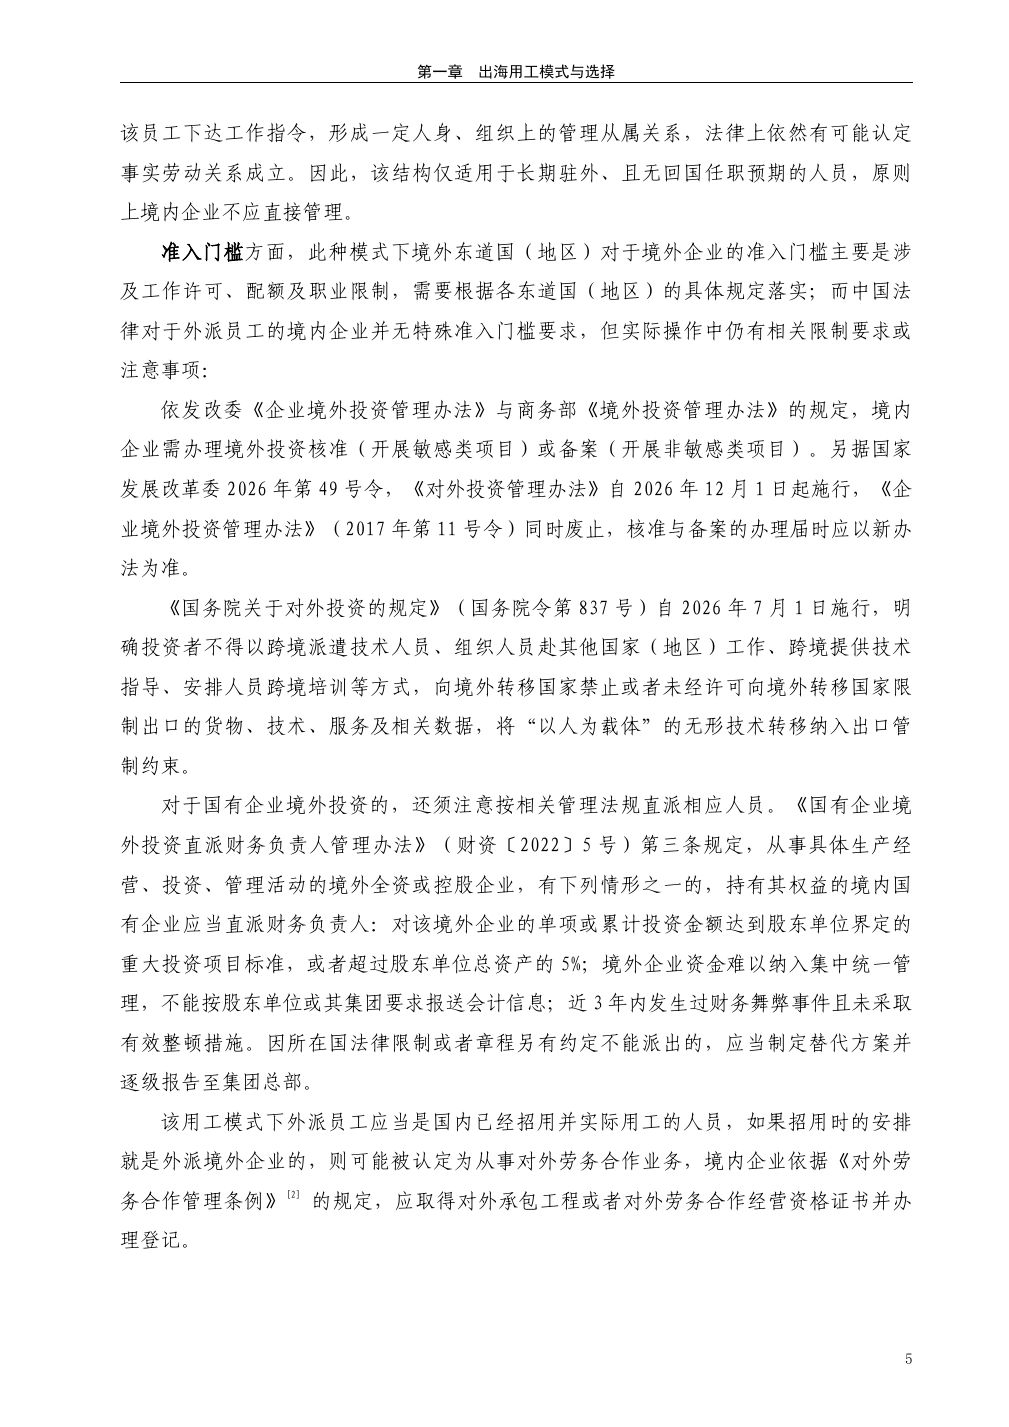 第一章　出海用工模式与选择
该员工下达工作指令，形成一定人身、组织上的管理从属关系，法律上依然有可能认定
事实劳动关系成立。因此，该结构仅适用于长期驻外、且无回国任职预期的人员，原则
上境内企业不应直接管理。
准入门槛方面，此种模式下境外东道国（地区）对于境外企业的准入门槛主要是涉
及工作许可、配额及职业限制，需要根据各东道国（地区）的具体规定落实；而中国法
律对于外派员工的境内企业并无特殊准入门槛要求，但实际操作中仍有相关限制要求或
注意事项：
依发改委《企业境外投资管理办法》与商务部《境外投资管理办法》的规定，境内
企业需办理境外投资核准（开展敏感类项目）或备案（开展非敏感类项目）。另据国家
发展改革委 2026 年第 49 号令，《对外投资管理办法》自 2026 年 12 月 1 日起施行，《企
业境外投资管理办法》（2017 年第 11 号令）同时废止，核准与备案的办理届时应以新办
法为准。
《国务院关于对外投资的规定》（国务院令第 837 号）自 2026 年 7 月 1 日施行，明
确投资者不得以跨境派遣技术人员、组织人员赴其他国家（地区）工作、跨境提供技术
指导、安排人员跨境培训等方式，向境外转移国家禁止或者未经许可向境外转移国家限
制出口的货物、技术、服务及相关数据，将“以人为载体”的无形技术转移纳入出口管
制约束。
对于国有企业境外投资的，还须注意按相关管理法规直派相应人员。《国有企业境
外投资直派财务负责人管理办法》（财资〔2022〕5 号）第三条规定，从事具体生产经
营、投资、管理活动的境外全资或控股企业，有下列情形之一的，持有其权益的境内国
有企业应当直派财务负责人：对该境外企业的单项或累计投资金额达到股东单位界定的
重大投资项目标准，或者超过股东单位总资产的 5%；境外企业资金难以纳入集中统一管
理，不能按股东单位或其集团要求报送会计信息；近 3 年内发生过财务舞弊事件且未采取
有效整顿措施。因所在国法律限制或者章程另有约定不能派出的，应当制定替代方案并
逐级报告至集团总部。
该用工模式下外派员工应当是国内已经招用并实际用工的人员，如果招用时的安排
就是外派境外企业的，则可能被认定为从事对外劳务合作业务，境内企业依据《对外劳
务合作管理条例》[2] 的规定，应取得对外承包工程或者对外劳务合作经营资格证书并办
理登记。
5